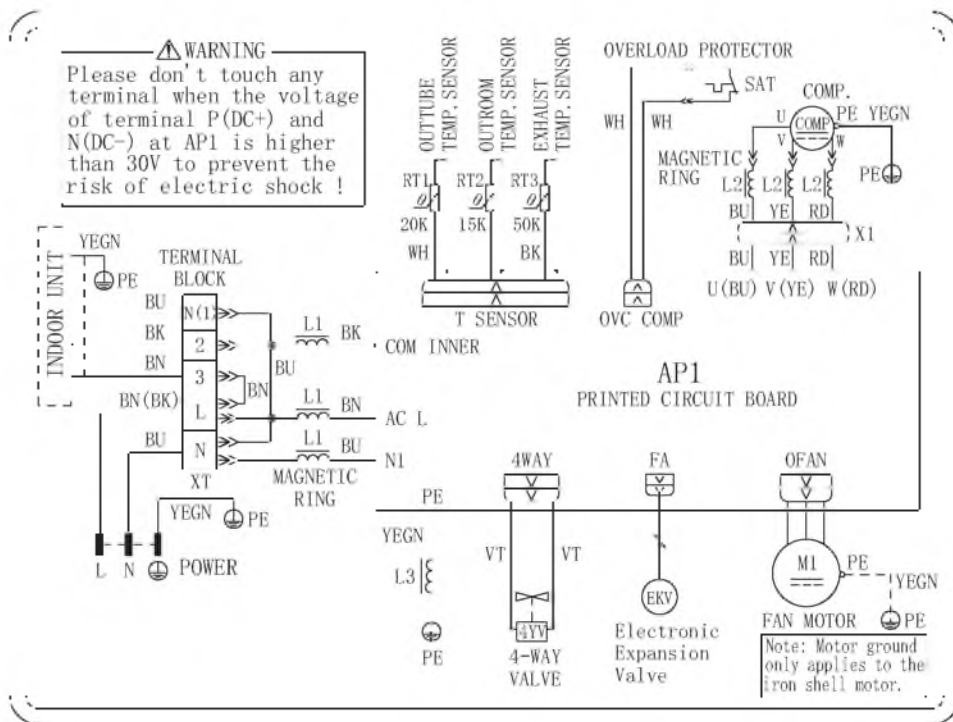 WARNING
Please don't touch any
terminal when the voltage
of terminal P(DC+) and
N(DC-) at AP1 is higher
than 30V to prevent the
risk of electric shock !
OUTTUBE
TEMP. SENSOR
OUTROOM
TEMP. SENSOR
EXHAUST
TEMP. SENSOR
RT1 RT2 RT3
θ θ θ
20K 15K 50K
WH BK
T SENSOR
OVERLOAD PROTECTOR
SAT
WH WH
OVC COMP
COMP.
U COMP PE YEGN
V W
MAGNETIC
RING
PE
L2 L2 L2
BU YE RD
X1
BU YE RD
U(BU) V(YE) W(RD)
INDOOR UNIT
YEGN
PE
TERMINAL
BLOCK
BU N(1)
BK 2
BN 3
BN(BK) L
BU N
XT
BN
BU
L1 BK COM INNER
L1 BN AC L
L1 BU N1
MAGNETIC
RING
YEGN PE
L N POWER
AP1
PRINTED CIRCUIT BOARD
PE
YEGN
L3
PE
4WAY
VT VT
4YV
4-WAY
VALVE
FA
EKV
Electronic
Expansion
Valve
OFAN
M1 PE
YEGN
PE
FAN MOTOR
Note: Motor ground
only applies to the
iron shell motor.